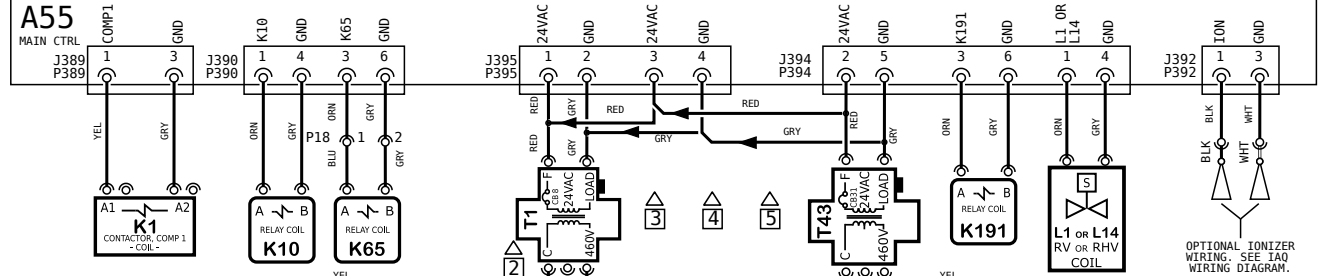 A55
MAIN CTRL
COMP1 GND
K10 GND K65 GND
24VAC GND 24VAC GND
24VAC GND K191 GND L1 OR L14 GND
ION GND
J389 1 3
P389
J390 1 4 3 6
P390
J395 1 2 3 4
P395
J394 2 5 3 6 1 4
P394
J392 1 3
P392
YEL GRY
ORN GRY ORN GRY
P18 1 2
BLU GRY
RED GRY RED RED
RED GRY GRY GRY
RED GRY
ORN GRY
ORN GRY
BLK WHT
BLK WHT
A1 A2
K1
CONTACTOR, COMP 1
- COIL -
A B
RELAY COIL
K10
A B
RELAY COIL
K65
YEL
T1
F LOAD
CB8 24VAC
C 460V
2
3
4
5
T43
F LOAD
CB31 24VAC
C 460V
A B
RELAY COIL
K191
YEL
S
L1 OR L14
RV OR RHV
COIL
OPTIONAL IONIZER
WIRING. SEE IAQ
WIRING DIAGRAM.